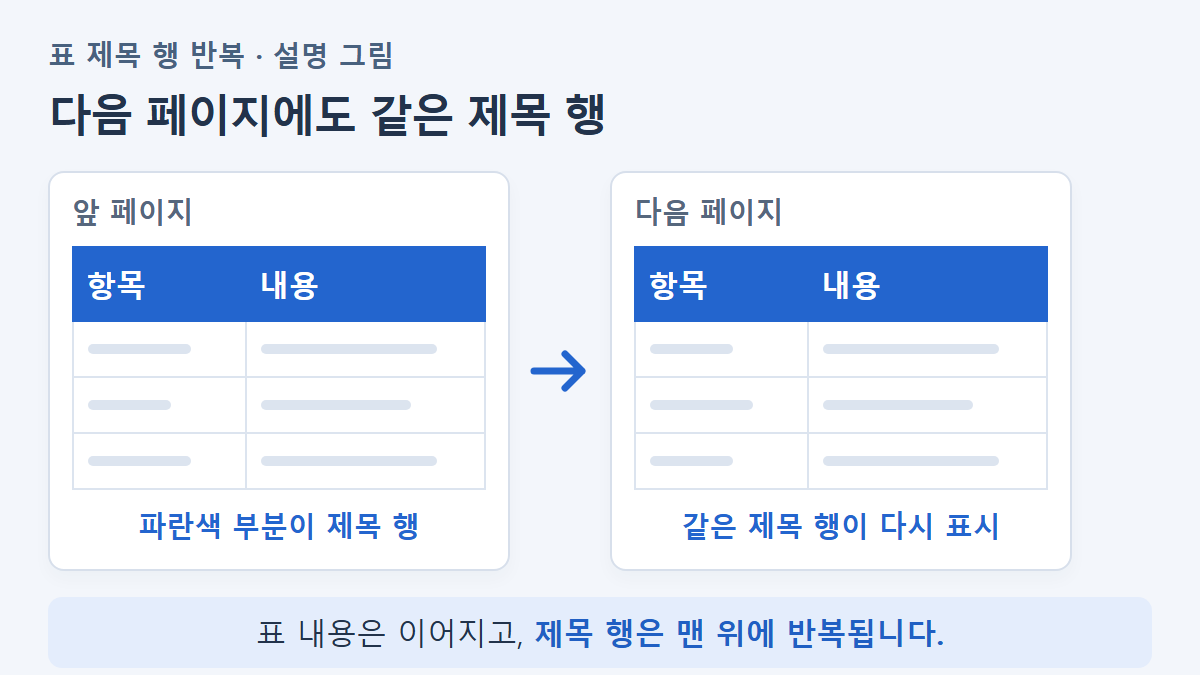 표 제목 행 반복 · 설명 그림
다음 페이지에도 같은 제목 행
앞 페이지
항목 내용
파란색 부분이 제목 행
다음 페이지
항목 내용
같은 제목 행이 다시 표시
표 내용은 이어지고, 제목 행은 맨 위에 반복됩니다.